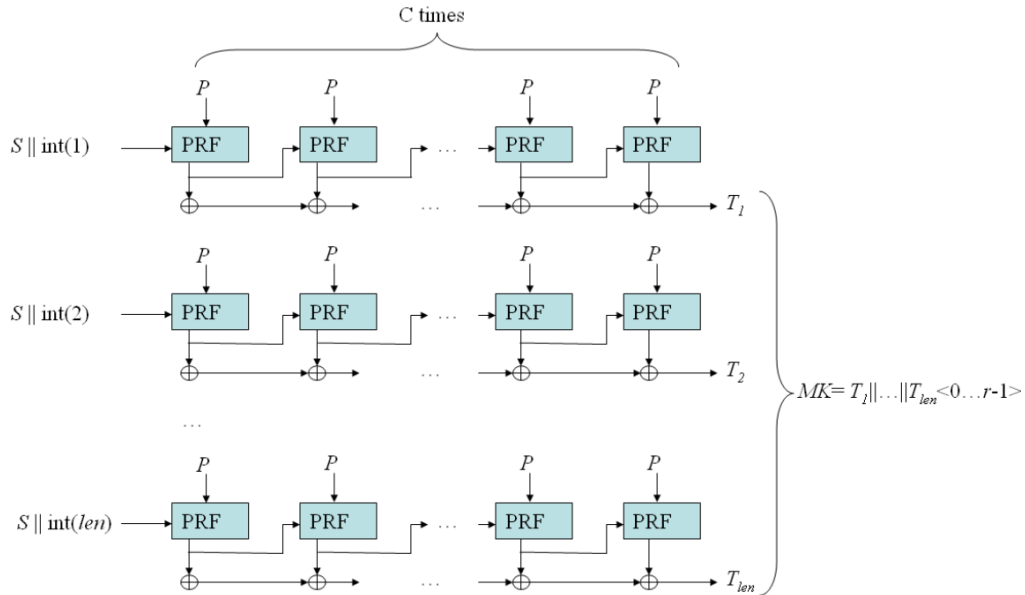 C times
P P P P
S || int(1) PRF PRF ... PRF PRF
... T1
P P P P
S || int(2) PRF PRF ... PRF PRF
... T2
MK= T1||...||Tlen<0...r-1>
...
P P P P
S || int(len) PRF PRF ... PRF PRF
... Tlen